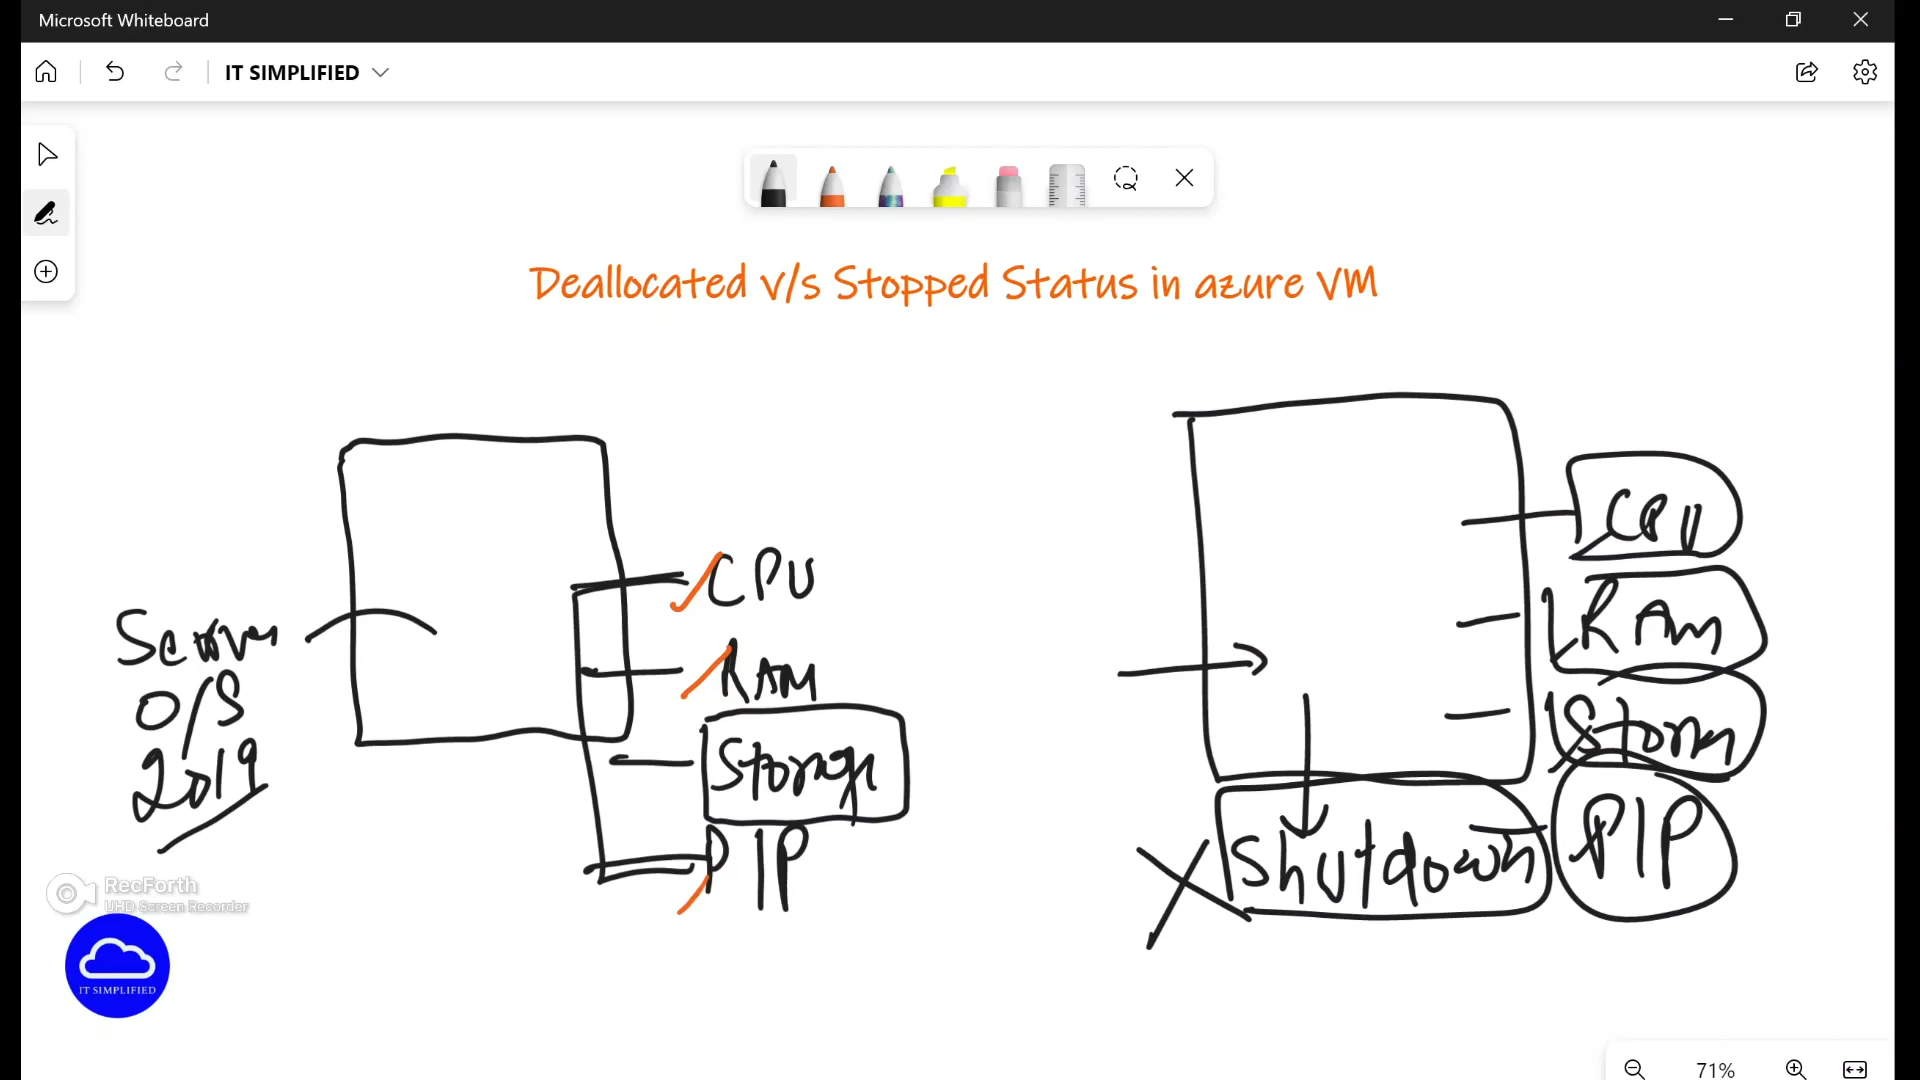 Microsoft Whiteboard
IT SIMPLIFIED
Deallocated v/s Stopped Status in azure VM
Server
O/S
2019
CPU
RAM
Storage
PIP
CPU
RAM
Shutdown
PIP
RecForth
UHD Screen Recorder
IT SIMPLIFIED
71%